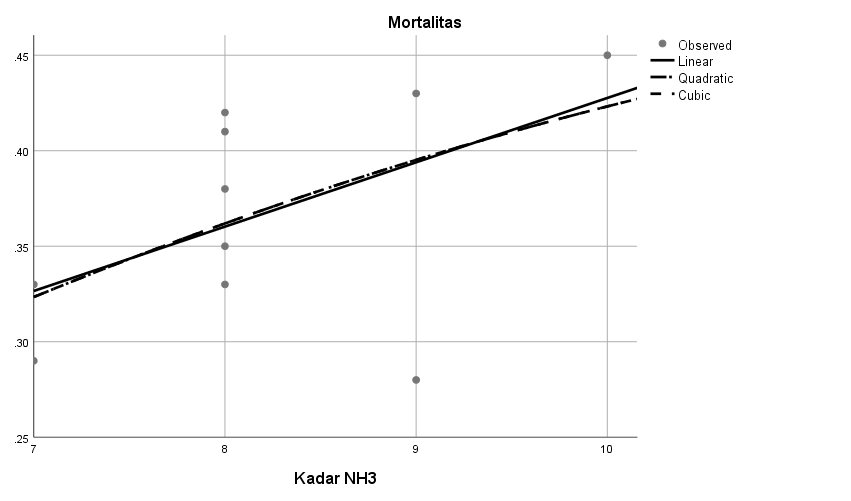 Mortalitas
Observed
Linear
Quadratic
Cubic
.45
.40
.35
.30
.25
7 8 9 10
Kadar NH3